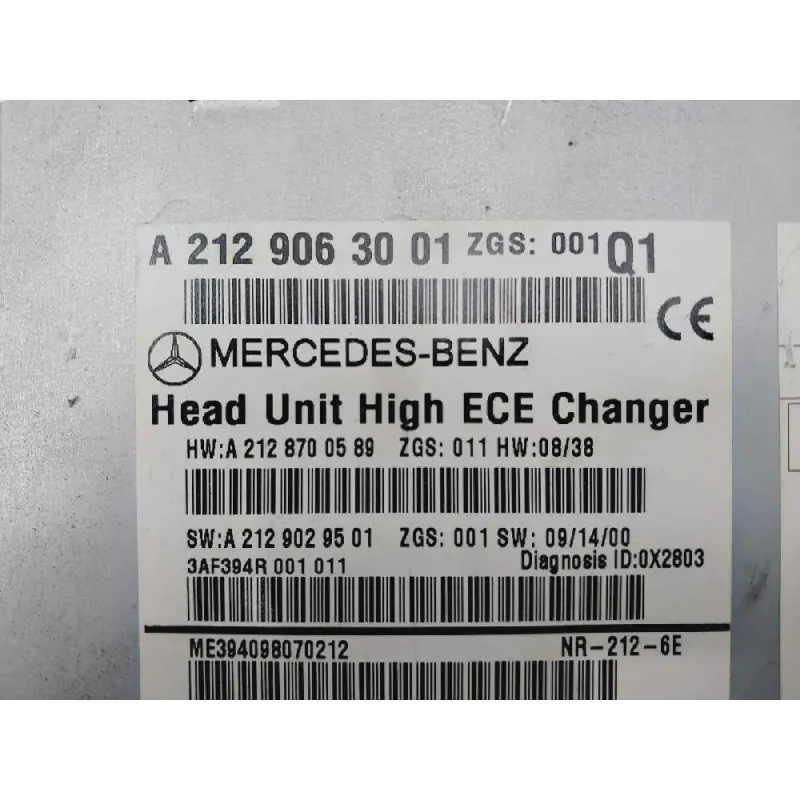 A 212 906 30 01 ZGS: 001 Q1
CE
MERCEDES-BENZ
Head Unit High ECE Changer
HW:A 212 870 05 89 ZGS: 011 HW:08/38
SW:A 212 902 95 01 ZGS: 001 SW: 09/14/00
3AF394R 001 011 Diagnosis ID:0X2803
ME394098070212 NR-212-6E